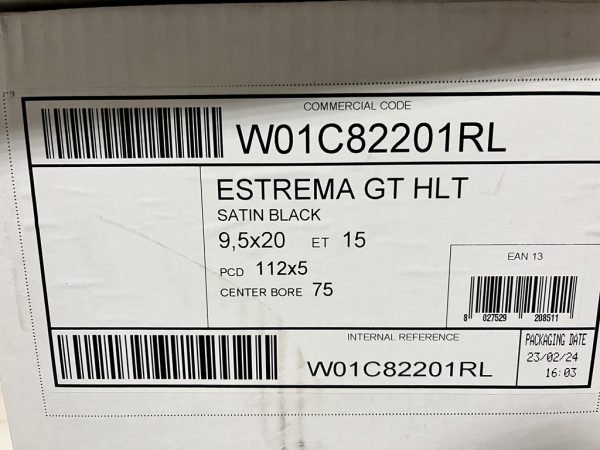 COMMERCIAL CODE
W01C82201RL
ESTREMA GT HLT
SATIN BLACK
9,5x20 ET 15
PCD 112x5
CENTER BORE 75
EAN 13
8 027529 208511
INTERNAL REFERENCE
W01C82201RL
PACKAGING DATE
23/02/24
16:03